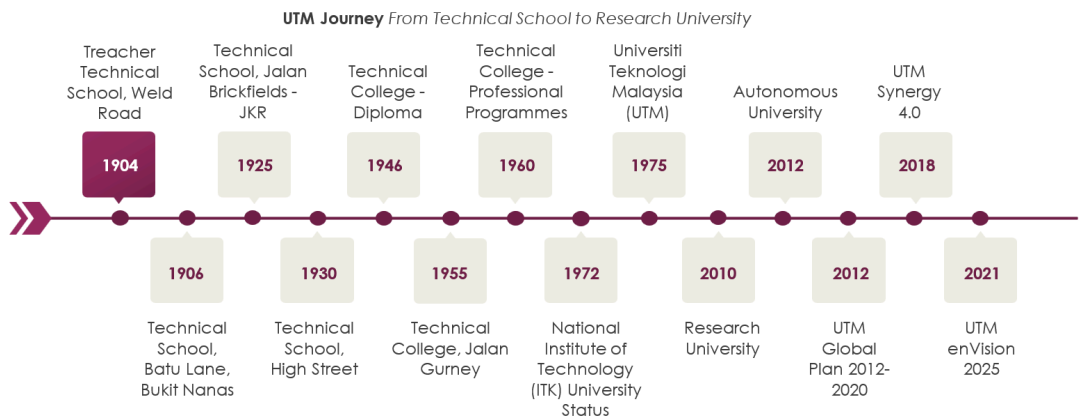 UTM Journey From Technical School to Research University
Treacher
Technical
School, Weld
Road
1904
Technical
School, Jalan
Brickfields -
JKR
1925
Technical
College -
Diploma
1946
Technical
College -
Professional
Programmes
1960
Universiti
Teknologi
Malaysia
(UTM)
1975
Autonomous
University
2012
UTM
Synergy
4.0
2018
1906
Technical
School,
Batu Lane,
Bukit Nanas
1930
Technical
School,
High Street
1955
Technical
College, Jalan
Gurney
1972
National
Institute of
Technology
(ITK) University
Status
2010
Research
University
2012
UTM
Global
Plan 2012-
2020
2021
UTM
enVision
2025